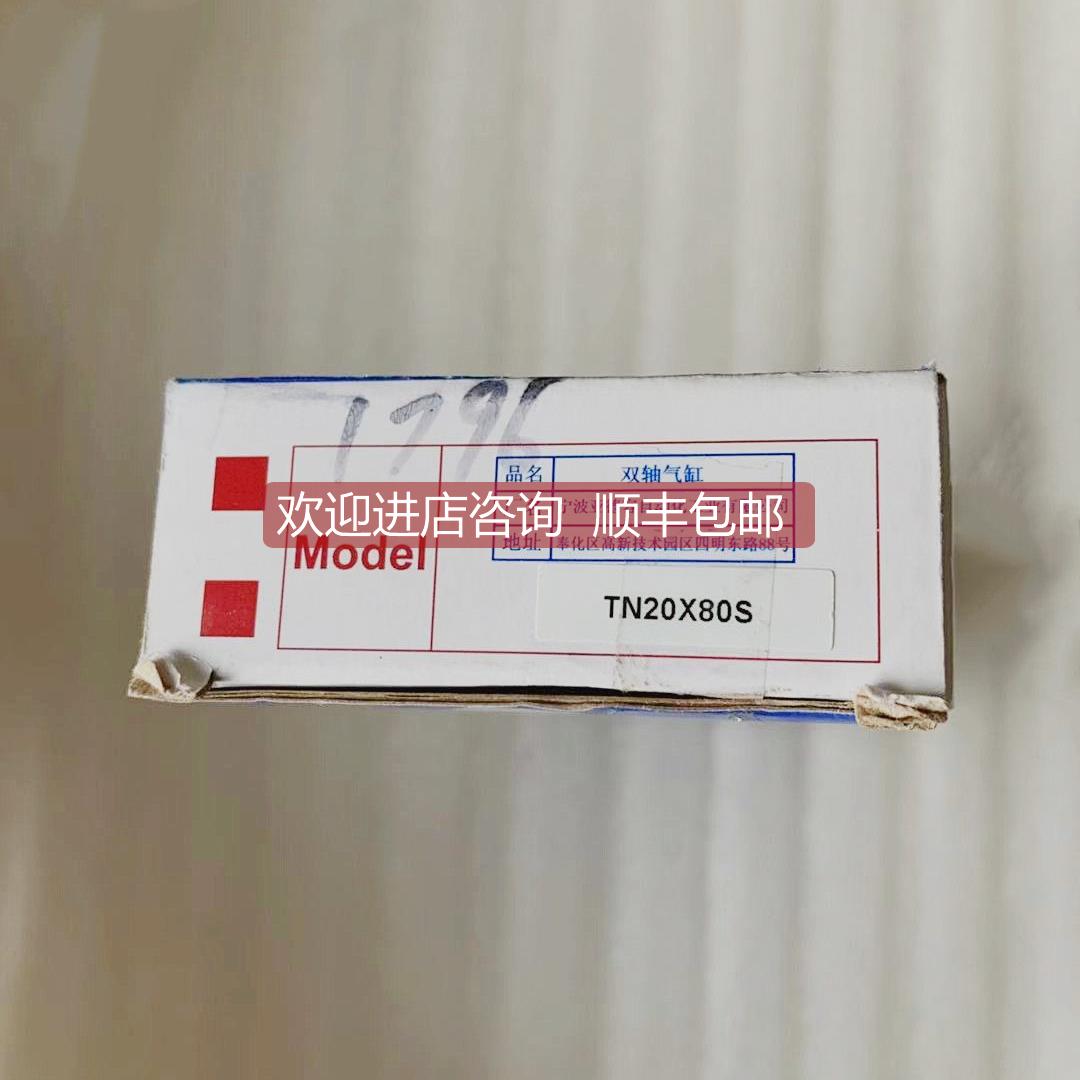 1796
品名 双轴气缸
欢迎进店咨询 顺丰包邮
Model
地址 奉化区高新技术园区四明东路88号
TN20X80S